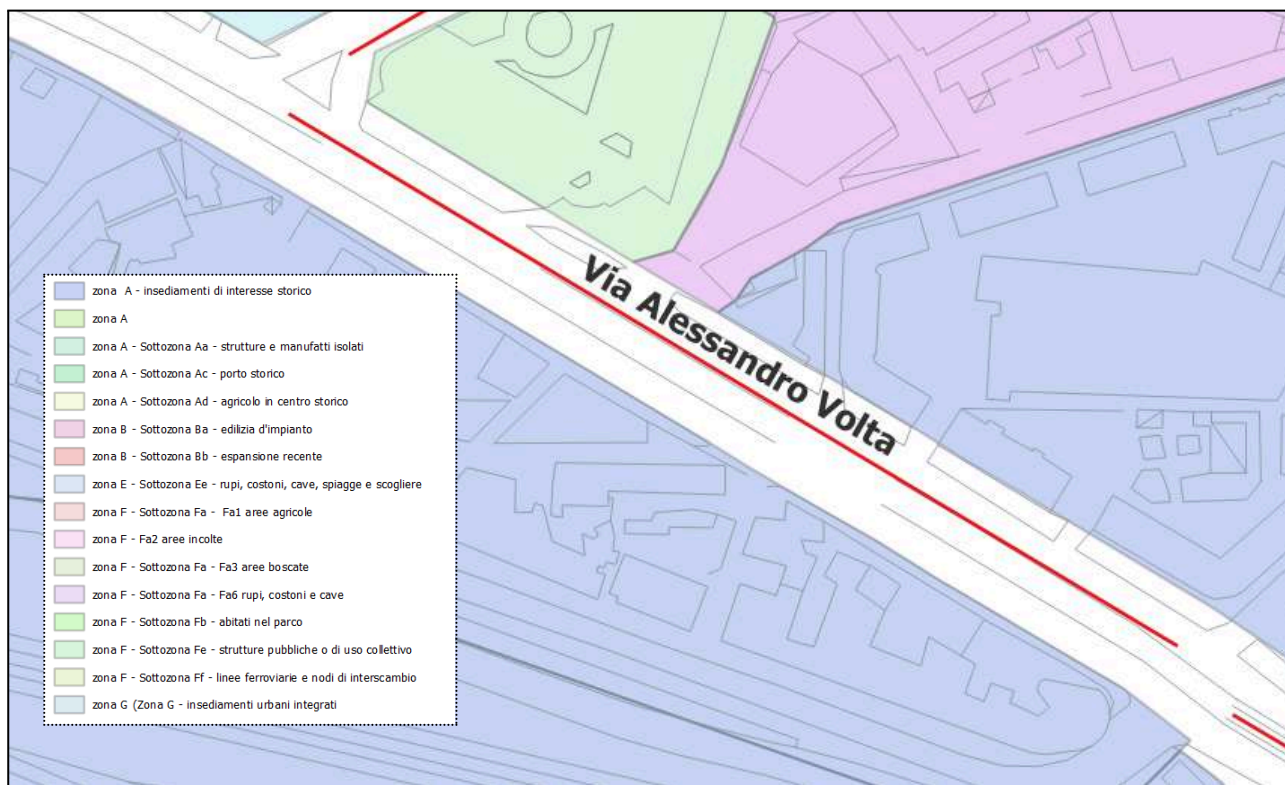 Via Alessandro Volta
zona A - insediamenti di interesse storico
zona A
zona A - Sottozona Aa - strutture e manufatti isolati
zona A - Sottozona Ac - porto storico
zona A - Sottozona Ad - agricolo in centro storico
zona B - Sottozona Ba - edilizia d'impianto
zona B - Sottozona Bb - espansione recente
zona E - Sottozona Ee - rupi, costoni, cave, spiagge e scogliere
zona F - Sottozona Fa - Fa1 aree agricole
zona F - Fa2 aree incolte
zona F - Sottozona Fa - Fa3 aree boscate
zona F - Sottozona Fa - Fa6 rupi, costoni e cave
zona F - Sottozona Fb - abitati nel parco
zona F - Sottozona Fe - strutture pubbliche o di uso collettivo
zona F - Sottozona Ff - linee ferroviarie e nodi di interscambio
zona G (Zona G - insediamenti urbani integrati